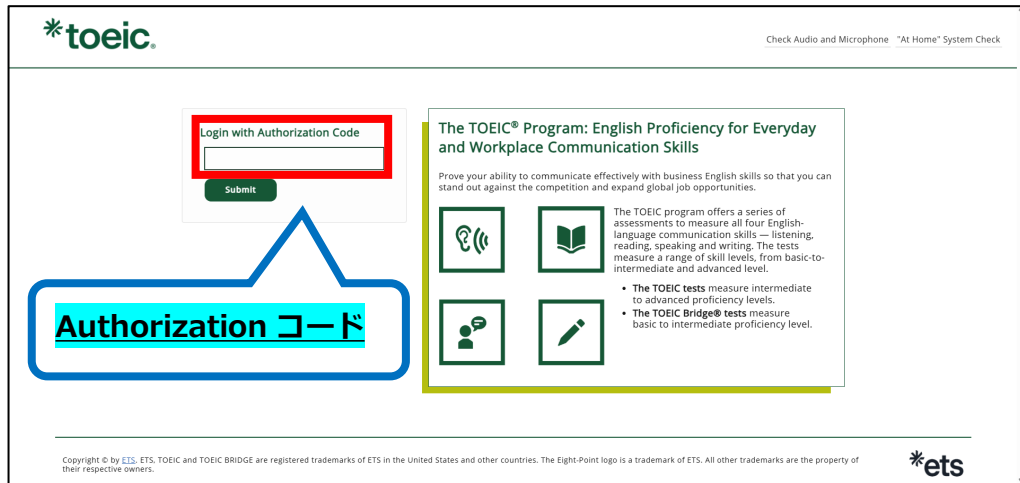 *toeic®
Check Audio and Microphone "At Home" System Check
Login with Authorization Code
Submit
Authorization コード
The TOEIC® Program: English Proficiency for Everyday
and Workplace Communication Skills
Prove your ability to communicate effectively with business English skills so that you can
stand out against the competition and expand global job opportunities.
The TOEIC program offers a series of
assessments to measure all four English-
language communication skills — listening,
reading, speaking and writing. The tests
measure a range of skill levels, from basic-to-
intermediate and advanced level.
• The TOEIC tests measure intermediate
to advanced proficiency levels.
• The TOEIC Bridge® tests measure
basic to intermediate proficiency level.
Copyright © by ETS. ETS, TOEIC and TOEIC BRIDGE are registered trademarks of ETS in the United States and other countries. The Eight-Point logo is a trademark of ETS. All other trademarks are the property of
their respective owners.
*ets